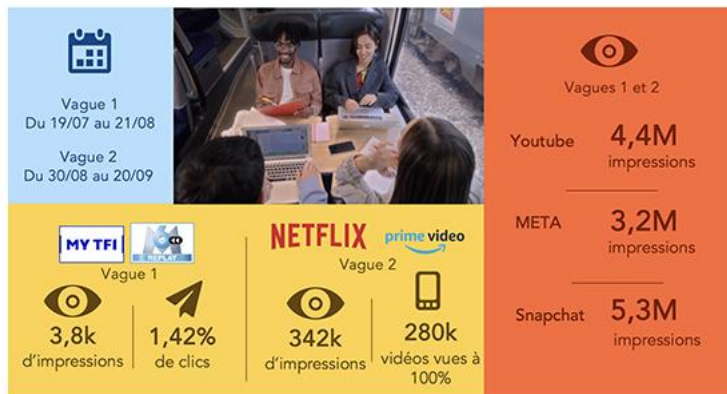 Vague 1
Du 19/07 au 21/08
Vague 2
Du 30/08 au 20/09
MY TF1
M6
REPLAY
Vague 1
3,8k
d'impressions
1,42%
de clics
NETFLIX
prime video
Vague 2
342k
d'impressions
280k
vidéos vues à
100%
Vagues 1 et 2
Youtube
4,4M
impressions
META
3,2M
impressions
Snapchat
5,3M
impressions